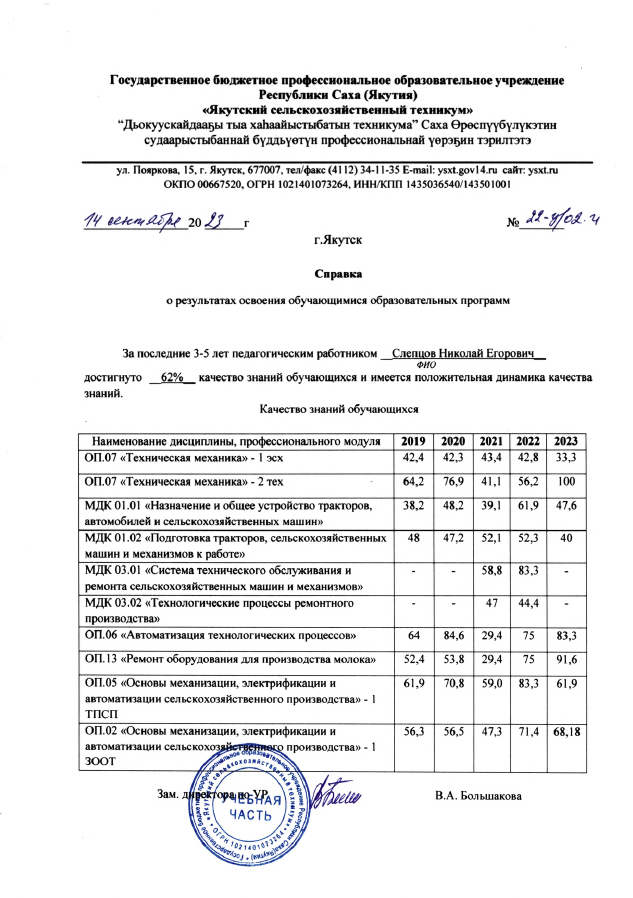 Государственное бюджетное профессиональное образовательное учреждение
Республики Саха (Якутия)
«Якутский сельскохозяйственный техникум»
“Дьокуускайдааҕы тыа хаһаайыстыбатын техникума” Саха Өрөспүүбүлүкэтин
судаарыстыбаннай бүддьүөтүн профессиональнай үөрэҕин тэрилтэтэ
ул. Пояркова, 15, г. Якутск, 677007, тел/факс (4112) 34-11-35 E-mail: ysxt.gov14.ru сайт: ysxt.ru
ОКПО 00667520, ОГРН 1021401073264, ИНН/КПП 1435036540/143501001
14 сентября 20 23 г № 22-у/02.ч
г.Якутск
Справка
о результатах освоения обучающимися образовательных программ
За последние 3-5 лет педагогическим работником Слепцов Николай Егорович
ФИО
достигнуто 62% качество знаний обучающихся и имеется положительная динамика качества
знаний.
Качество знаний обучающихся
Наименование дисциплины, профессионального модуля 2019 2020 2021 2022 2023
ОП.07 «Техническая механика» - 1 эсх 42,4 42,3 43,4 42,8 33,3
ОП.07 «Техническая механика» - 2 тех 64,2 76,9 41,1 56,2 100
МДК 01.01 «Назначение и общее устройство тракторов, 38,2 48,2 39,1 61,9 47,6
автомобилей и сельскохозяйственных машин»
МДК 01.02 «Подготовка тракторов, сельскохозяйственных 48 47,2 52,1 52,3 40
машин и механизмов к работе»
МДК 03.01 «Система технического обслуживания и - - 58,8 83,3 -
ремонта сельскохозяйственных машин и механизмов»
МДК 03.02 «Технологические процессы ремонтного - - 47 44,4 -
производства»
ОП.06 «Автоматизация технологических процессов» 64 84,6 29,4 75 83,3
ОП.13 «Ремонт оборудования для производства молока» 52,4 53,8 29,4 75 91,6
ОП.05 «Основы механизации, электрификации и 61,9 70,8 59,0 83,3 61,9
автоматизации сельскохозяйственного производства» - 1
ТПСП
ОП.02 «Основы механизации, электрификации и 56,3 56,5 47,3 71,4 68,18
автоматизации сельскохозяйственного производства» - 1
ЗООТ
Зам. директора по УР В.А. Большакова
УЧЕБНАЯ
ЧАСТЬ
ОГРН 1021401073264